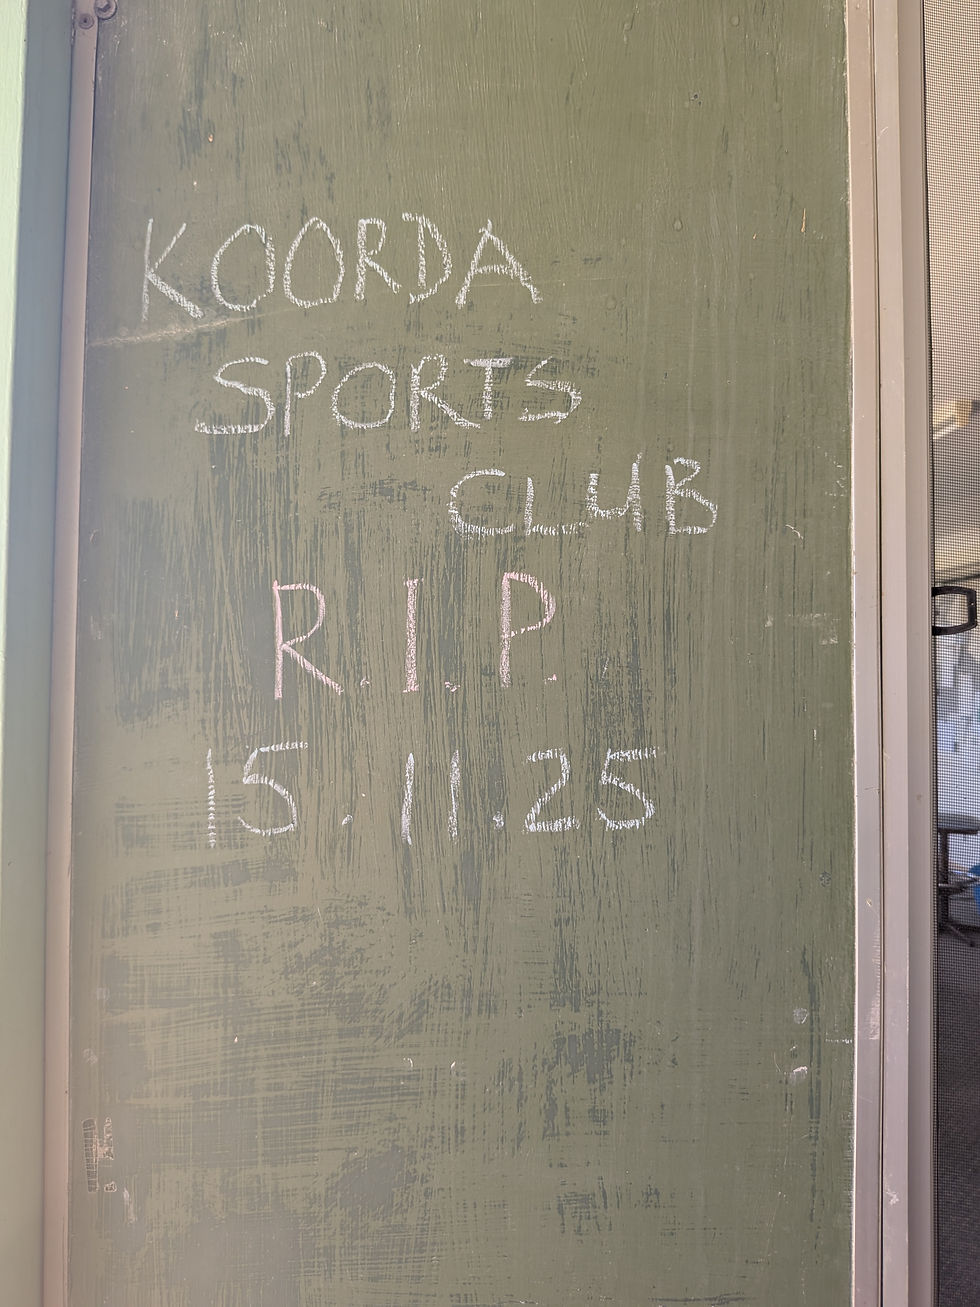 KOORDA
SPORTS
CLUB
R.I.P.
15.11.25